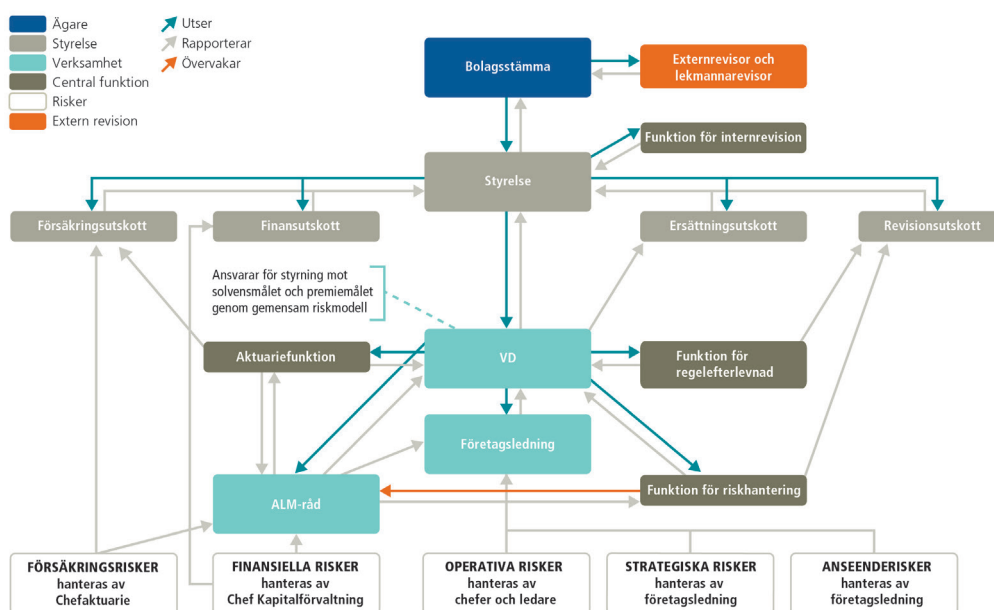 Ägare
Styrelse
Verksamhet
Central funktion
Risker
Extern revision
Utser
Rapporterar
Övervakar
Bolagsstämma
Externrevisor och
lekmannarevisor
Funktion för internrevision
Styrelse
Försäkringsutskott
Finansutskott
Ersättningsutskott
Revisionsutskott
Ansvarar för styrning mot
solvensmålet och premiemålet
genom gemensam riskmodell
Aktuariefunktion
VD
Funktion för
regelefterlevnad
Företagsledning
ALM-råd
Funktion för riskhantering
FÖRSÄKRINGSRISKER
hanteras av
Chefaktuarie
FINANSIELLA RISKER
hanteras av
Chef Kapitalförvaltning
OPERATIVA RISKER
hanteras av
chefer och ledare
STRATEGISKA RISKER
hanteras av
företagsledning
ANSEENDERISKER
hanteras av
företagsledning